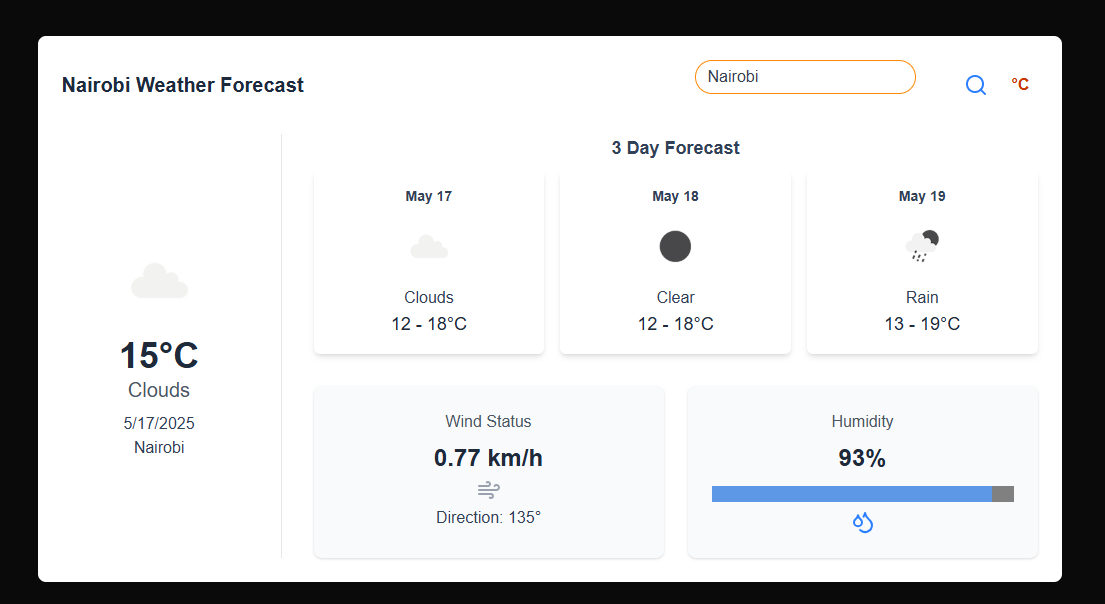 Nairobi Weather Forecast
Nairobi
°C
3 Day Forecast
May 17
Clouds
12 - 18°C
May 18
Clear
12 - 18°C
May 19
Rain
13 - 19°C
15°C
Clouds
5/17/2025
Nairobi
Wind Status
0.77 km/h
Direction: 135°
Humidity
93%